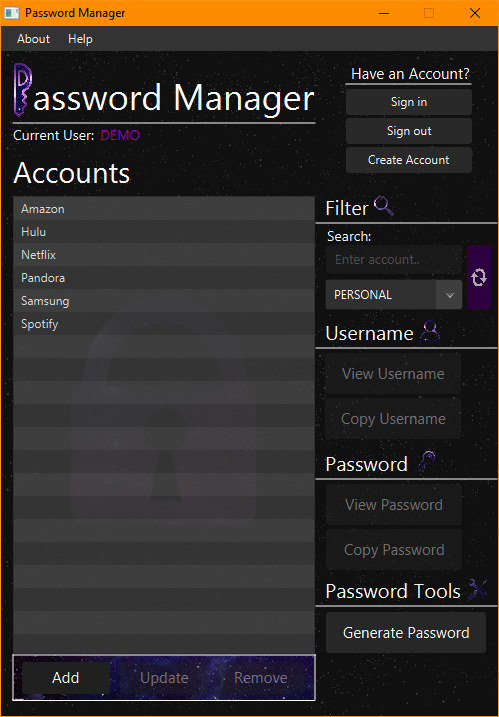 Password Manager
About Help
Password Manager
Current User: DEMO
Have an Account?
Sign in
Sign out
Create Account
Accounts
Amazon
Hulu
Netflix
Pandora
Samsung
Spotify
Add Update Remove
Filter
Search:
Enter account..
PERSONAL
Username
View Username
Copy Username
Password
View Password
Copy Password
Password Tools
Generate Password